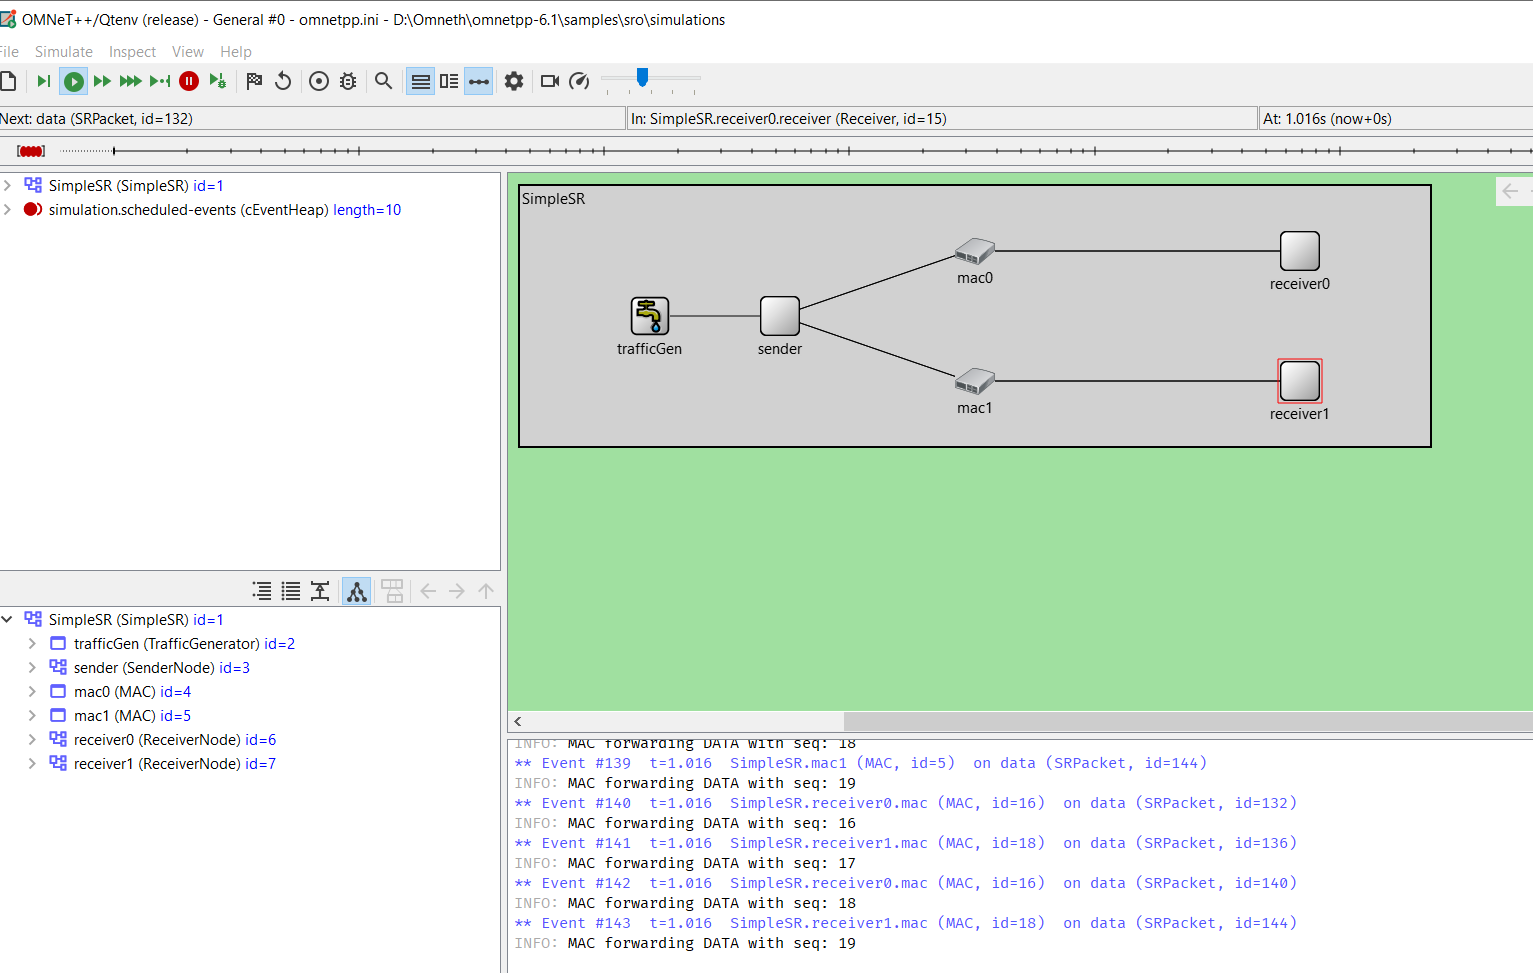 OMNeT++/Qtenv (release) - General #0 - omnetpp.ini - D:\Omneth\omnetpp-6.1\samples\sro\simulations
File Simulate Inspect View Help
Next: data (SRPacket, id=132) In: SimpleSR.receiver0.receiver (Receiver, id=15) At: 1.016s (now+0s)
SimpleSR (SimpleSR) id=1
simulation.scheduled-events (cEventHeap) length=10
SimpleSR (SimpleSR) id=1
trafficGen (TrafficGenerator) id=2
sender (SenderNode) id=3
mac0 (MAC) id=4
mac1 (MAC) id=5
receiver0 (ReceiverNode) id=6
receiver1 (ReceiverNode) id=7
SimpleSR
mac0
receiver0
trafficGen
sender
mac1
receiver1
INFO: MAC forwarding DATA with seq: 18
** Event #139 t=1.016 SimpleSR.mac1 (MAC, id=5) on data (SRPacket, id=144)
INFO: MAC forwarding DATA with seq: 19
** Event #140 t=1.016 SimpleSR.receiver0.mac (MAC, id=16) on data (SRPacket, id=132)
INFO: MAC forwarding DATA with seq: 16
** Event #141 t=1.016 SimpleSR.receiver1.mac (MAC, id=18) on data (SRPacket, id=136)
INFO: MAC forwarding DATA with seq: 17
** Event #142 t=1.016 SimpleSR.receiver0.mac (MAC, id=16) on data (SRPacket, id=140)
INFO: MAC forwarding DATA with seq: 18
** Event #143 t=1.016 SimpleSR.receiver1.mac (MAC, id=18) on data (SRPacket, id=144)
INFO: MAC forwarding DATA with seq: 19